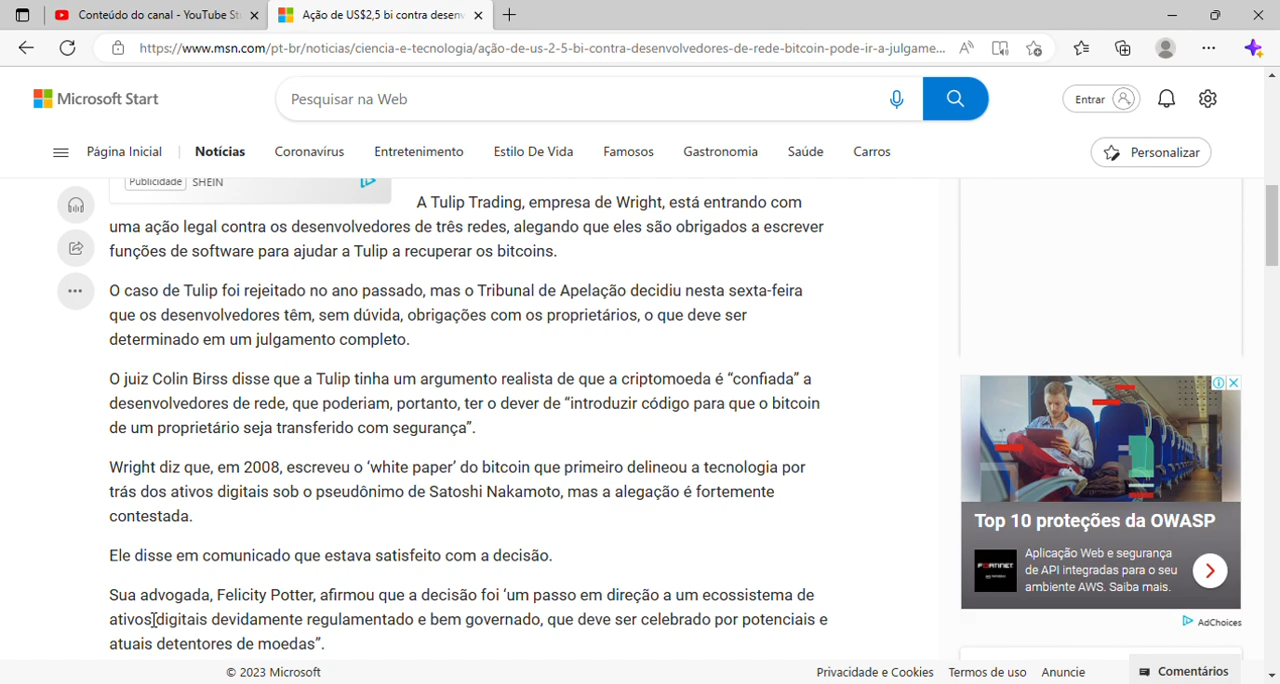 Conteúdo do canal - YouTube St
Ação de US$2,5 bi contra desenv
https://www.msn.com/pt-br/noticias/ciencia-e-tecnologia/ação-de-us-2-5-bi-contra-desenvolvedores-de-rede-bitcoin-pode-ir-a-julgame...
Microsoft Start
Pesquisar na Web
Entrar
Página Inicial
Notícias
Coronavírus
Entretenimento
Estilo De Vida
Famosos
Gastronomia
Saúde
Carros
Personalizar
Publicidade SHEIN
A Tulip Trading, empresa de Wright, está entrando com
uma ação legal contra os desenvolvedores de três redes, alegando que eles são obrigados a escrever
funções de software para ajudar a Tulip a recuperar os bitcoins.
O caso de Tulip foi rejeitado no ano passado, mas o Tribunal de Apelação decidiu nesta sexta-feira
que os desenvolvedores têm, sem dúvida, obrigações com os proprietários, o que deve ser
determinado em um julgamento completo.
O juiz Colin Birss disse que a Tulip tinha um argumento realista de que a criptomoeda é “confiada” a
desenvolvedores de rede, que poderiam, portanto, ter o dever de “introduzir código para que o bitcoin
de um proprietário seja transferido com segurança”.
Wright diz que, em 2008, escreveu o ‘white paper’ do bitcoin que primeiro delineou a tecnologia por
trás dos ativos digitais sob o pseudônimo de Satoshi Nakamoto, mas a alegação é fortemente
contestada.
Ele disse em comunicado que estava satisfeito com a decisão.
Sua advogada, Felicity Potter, afirmou que a decisão foi ‘um passo em direção a um ecossistema de
ativos digitais devidamente regulamentado e bem governado, que deve ser celebrado por potenciais e
atuais detentores de moedas”.
Top 10 proteções da OWASP
FORTINET
Aplicação Web e segurança
de API integradas para o seu
ambiente AWS. Saiba mais.
AdChoices
© 2023 Microsoft
Privacidade e Cookies
Termos de uso
Anuncie
Comentários